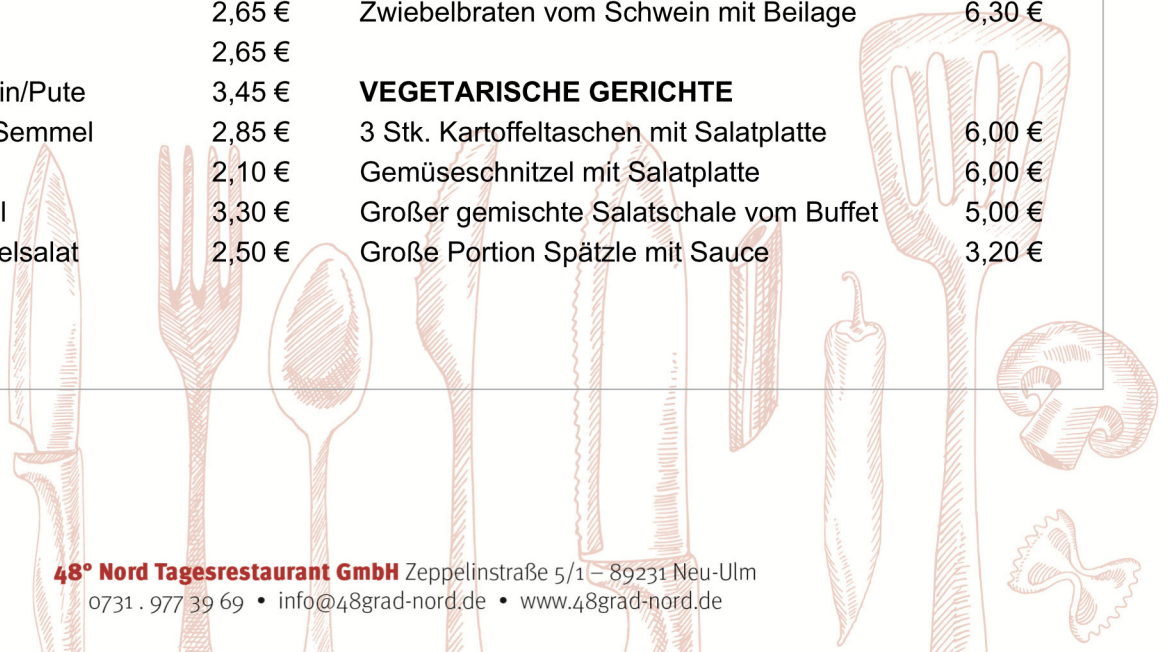 2,65 € Zwiebelbraten vom Schwein mit Beilage 6,30 €
2,65 €
in/Pute 3,45 € VEGETARISCHE GERICHTE
Semmel 2,85 € 3 Stk. Kartoffeltaschen mit Salatplatte 6,00 €
2,10 € Gemüseschnitzel mit Salatplatte 6,00 €
l 3,30 € Großer gemischte Salatschale vom Buffet 5,00 €
elsalat 2,50 € Große Portion Spätzle mit Sauce 3,20 €
48° Nord Tagesrestaurant GmbH Zeppelinstraße 5/1 – 89231 Neu-Ulm
0731 . 977 39 69 • info@48grad-nord.de • www.48grad-nord.de